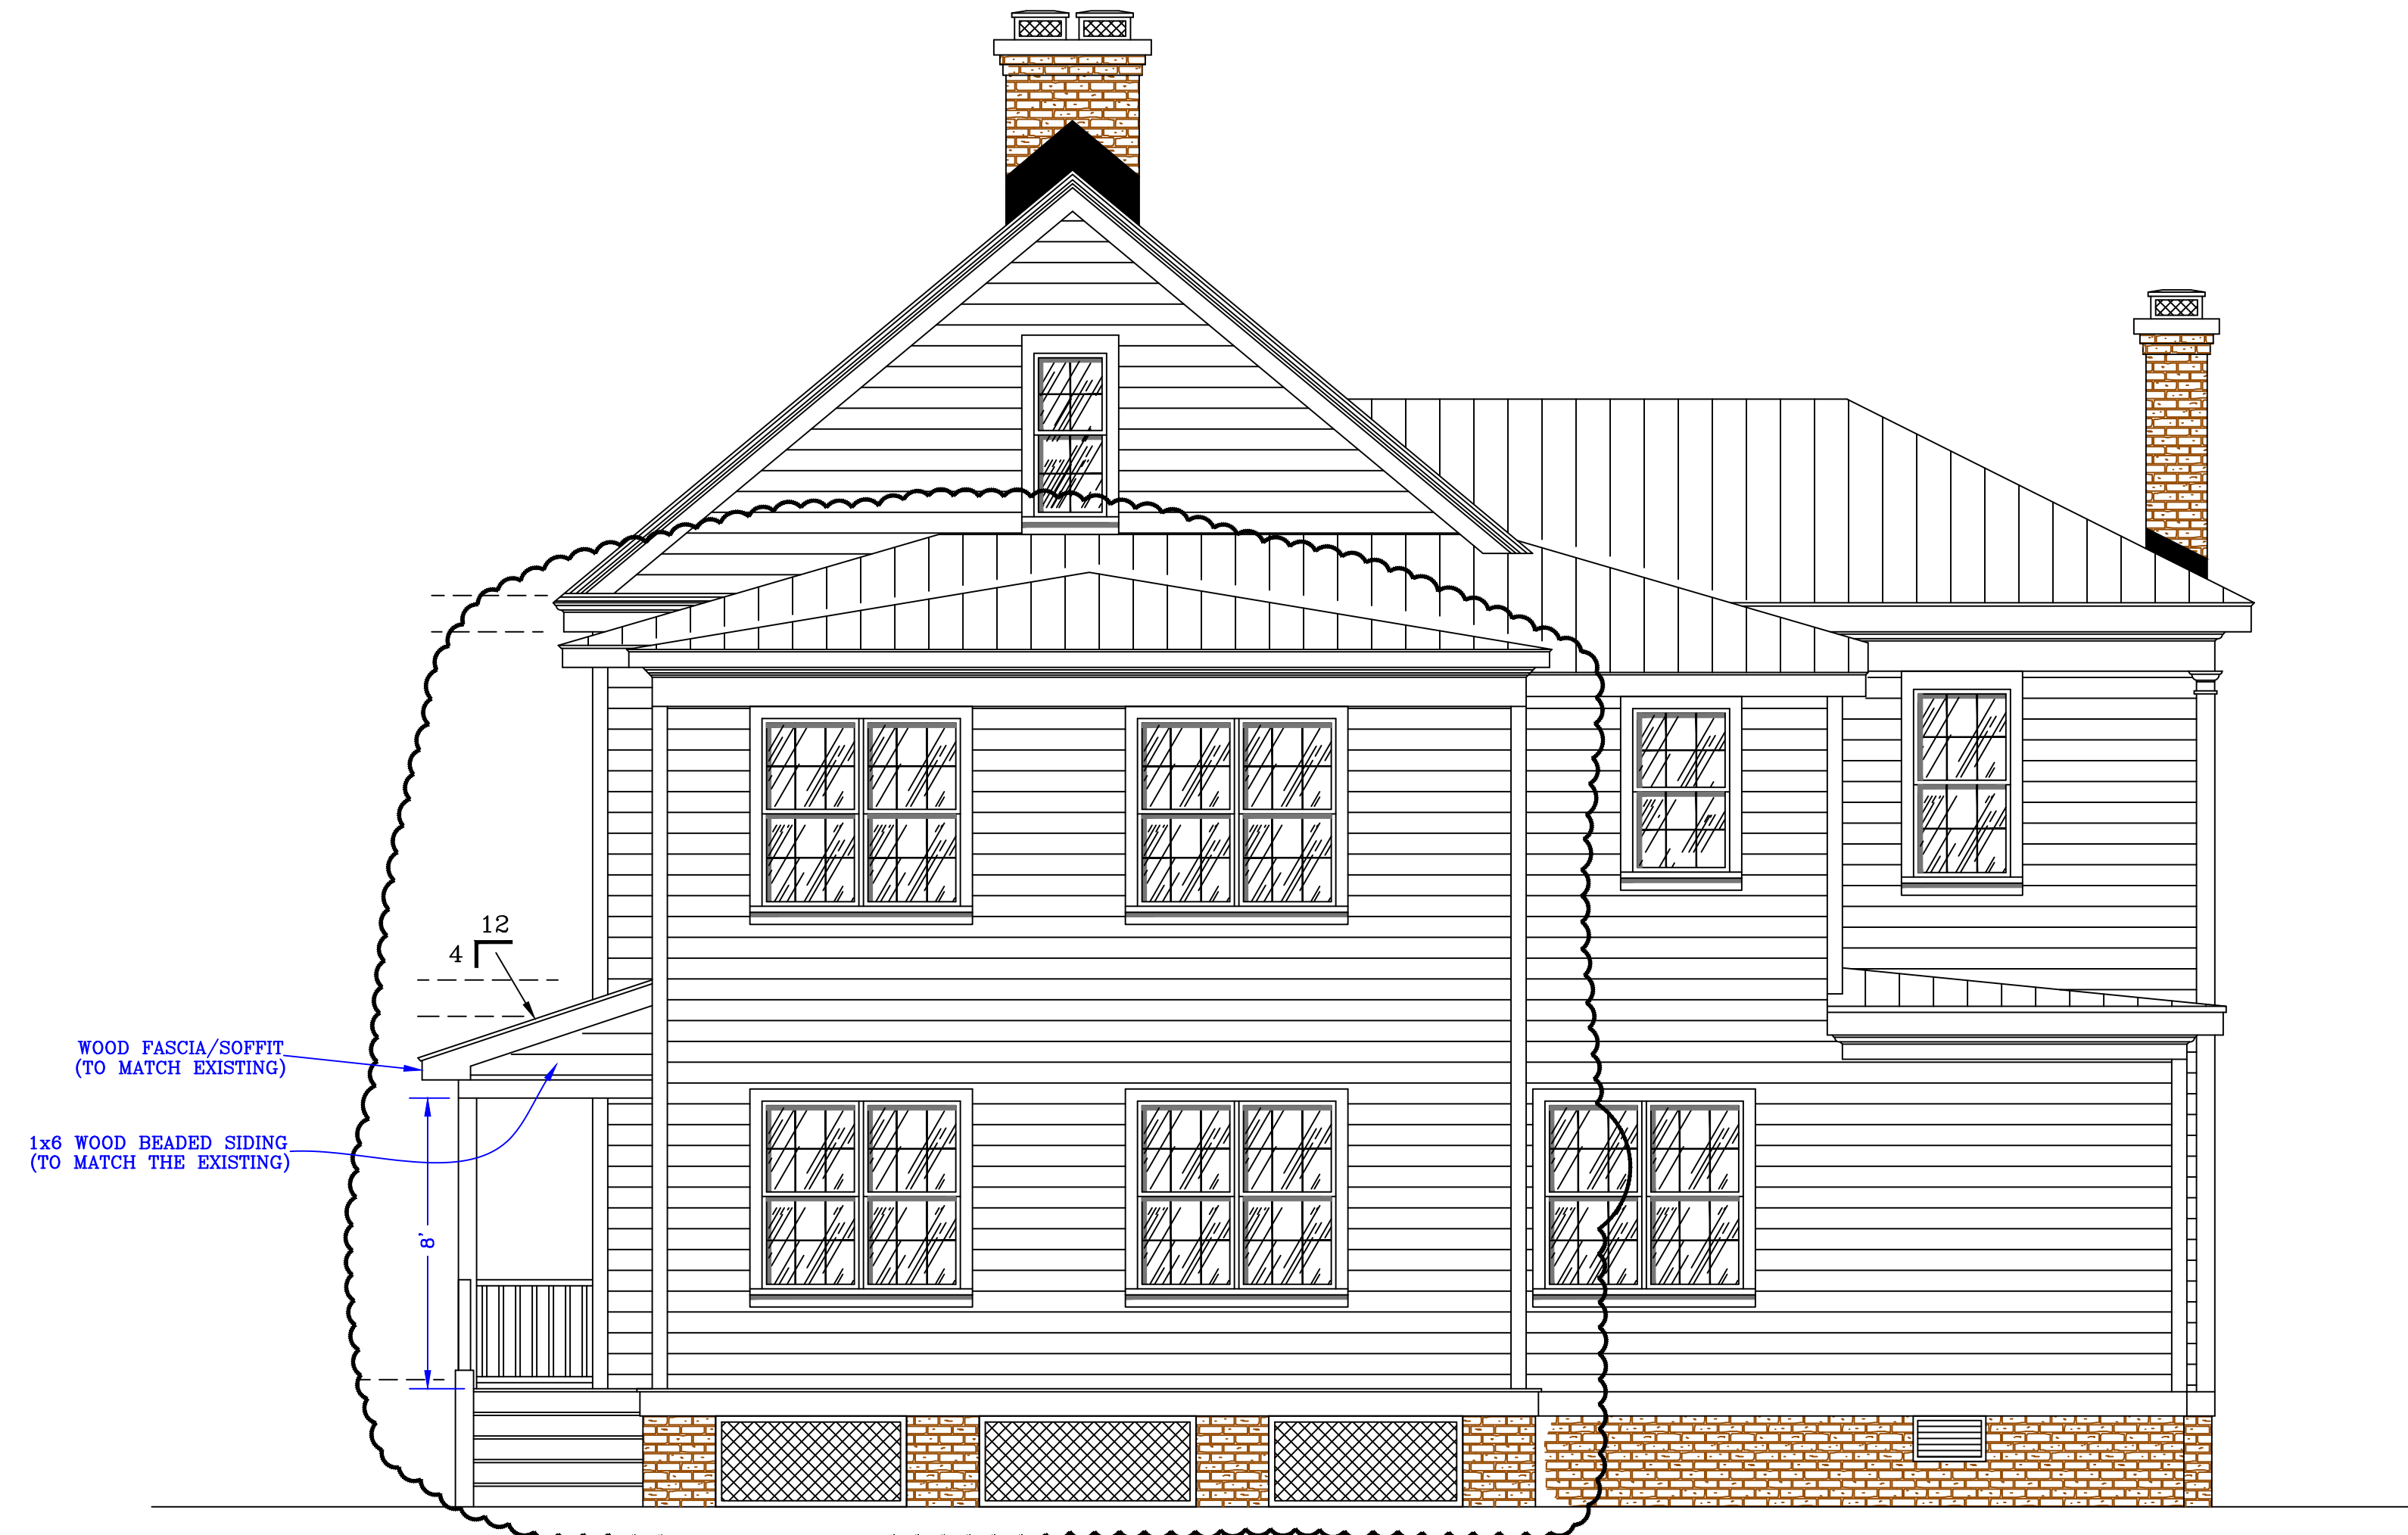 12
4
WOOD FASCIA/SOFFIT
(TO MATCH EXISTING)
1x6 WOOD BEADED SIDING
(TO MATCH THE EXISTING)
8'